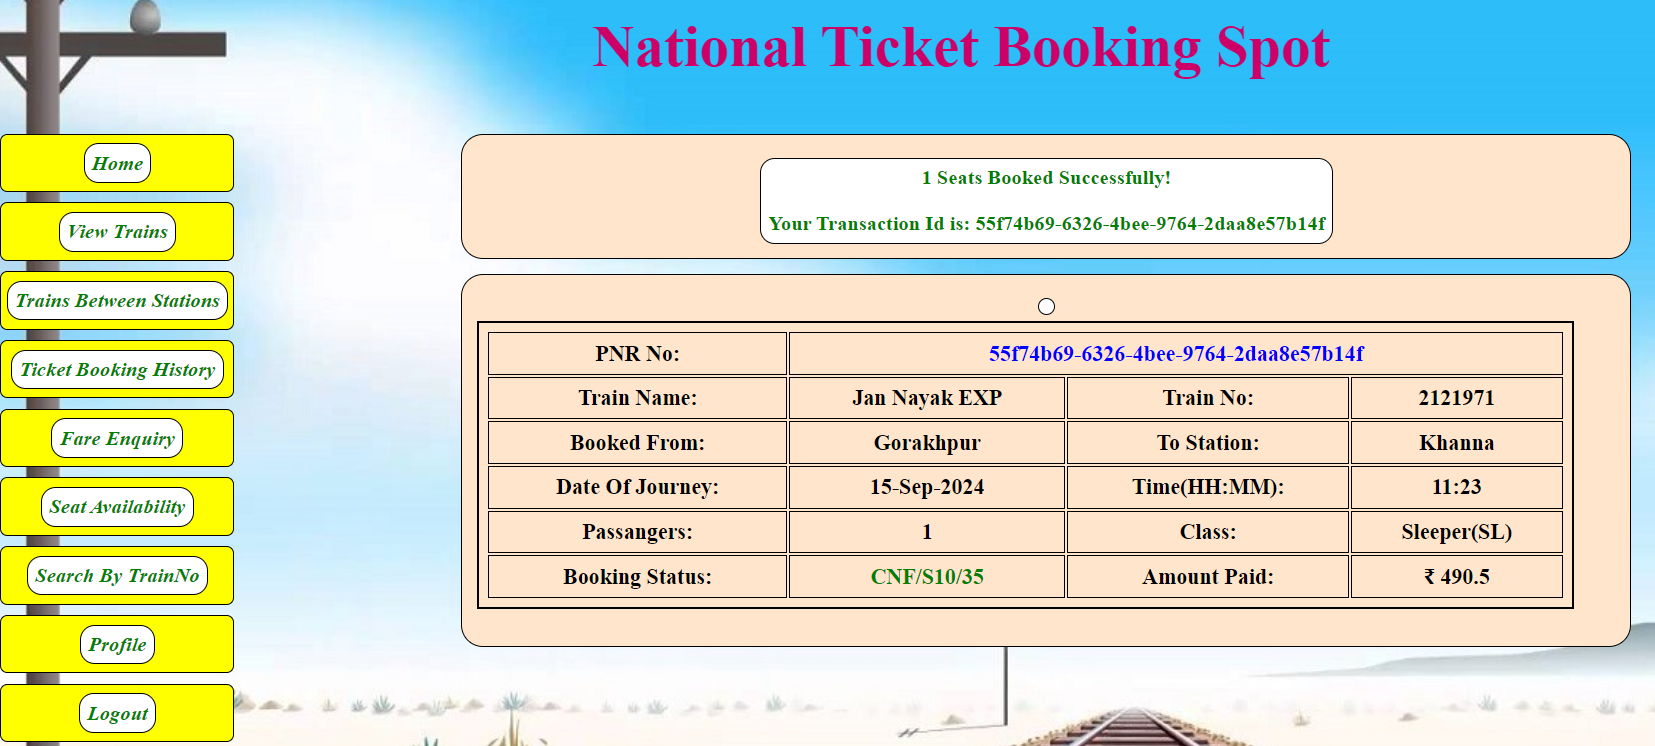 National Ticket Booking Spot
Home
View Trains
Trains Between Stations
Ticket Booking History
Fare Enquiry
Seat Availability
Search By TrainNo
Profile
Logout
1 Seats Booked Successfully!
Your Transaction Id is: 55f74b69-6326-4bee-9764-2daa8e57b14f
PNR No: 55f74b69-6326-4bee-9764-2daa8e57b14f
Train Name: Jan Nayak EXP Train No: 2121971
Booked From: Gorakhpur To Station: Khanna
Date Of Journey: 15-Sep-2024 Time(HH:MM): 11:23
Passangers: 1 Class: Sleeper(SL)
Booking Status: CNF/S10/35 Amount Paid: ₹ 490.5